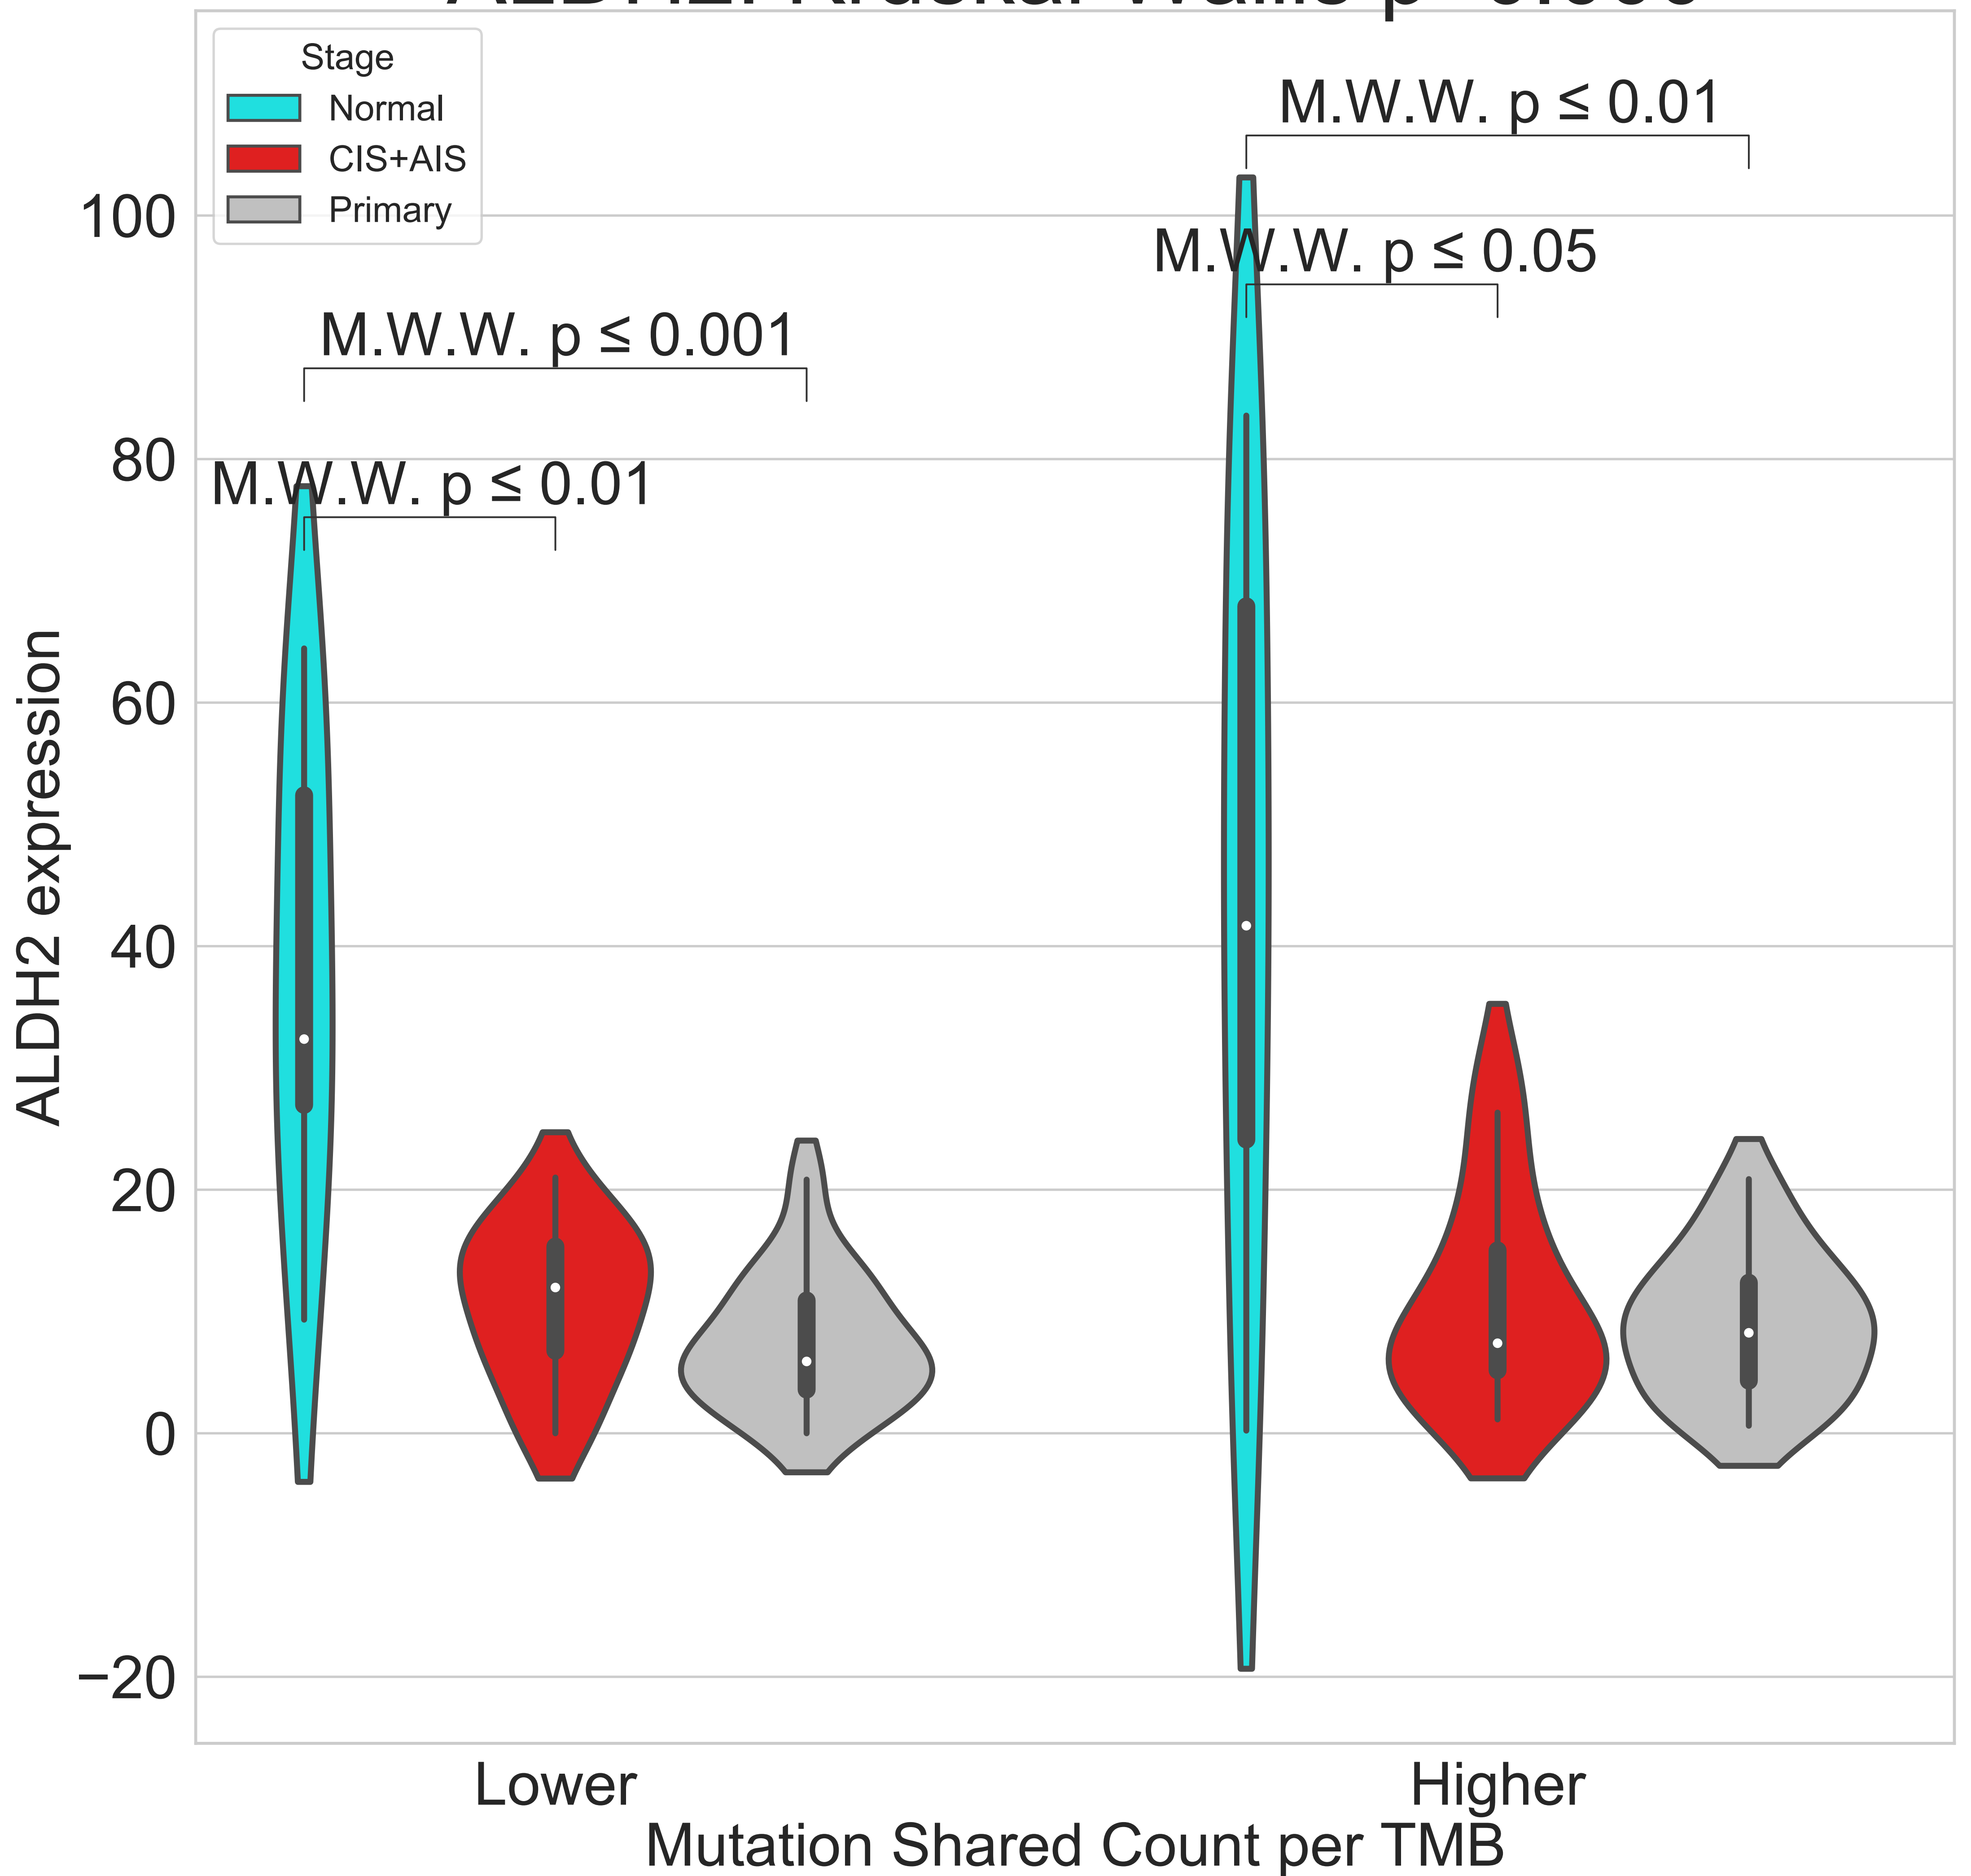 Stage
Normal
CIS+AIS
Primary
M.W.W. p ≤ 0.01
M.W.W. p ≤ 0.05
M.W.W. p ≤ 0.001
M.W.W. p ≤ 0.01
100
80
60
40
20
0
−20
ALDH2 expression
Lower
Higher
Mutation Shared Count per TMB